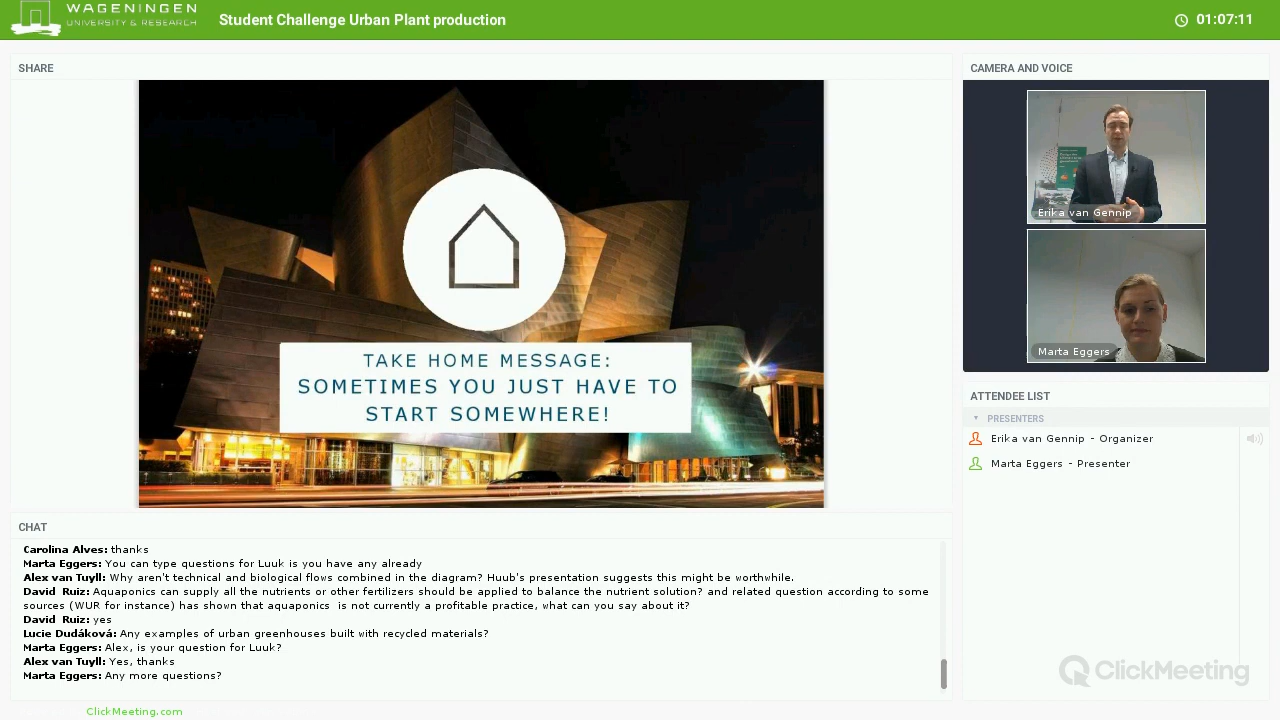 WAGENINGEN
UNIVERSITY & RESEARCH
Student Challenge Urban Plant production
01:07:11
SHARE
TAKE HOME MESSAGE:
SOMETIMES YOU JUST HAVE TO
START SOMEWHERE!
CAMERA AND VOICE
Erika van Gennip
Marta Eggers
ATTENDEE LIST
PRESENTERS
Erika van Gennip - Organizer
Marta Eggers - Presenter
CHAT
Carolina Alves: thanks
Marta Eggers: You can type questions for Luuk is you have any already
Alex van Tuyll: Why aren't technical and biological flows combined in the diagram? Huub's presentation suggests this might be worthwhile.
David Ruiz: Aquaponics can supply all the nutrients or other fertilizers should be applied to balance the nutrient solution? and related question according to some
sources (WUR for instance) has shown that aquaponics is not currently a profitable practice, what can you say about it?
David Ruiz: yes
Lucie Dudáková: Any examples of urban greenhouses built with recycled materials?
Marta Eggers: Alex, is your question for Luuk?
Alex van Tuyll: Yes, thanks
Marta Eggers: Any more questions?
ClickMeeting
ClickMeeting.com